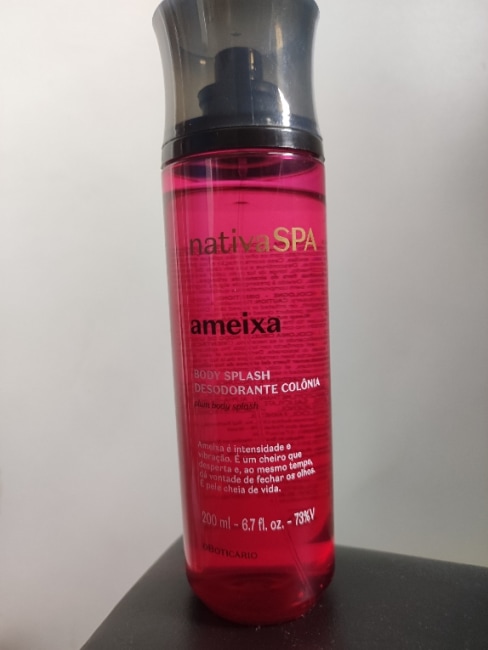 nativaSPA
ameixa
BODY SPLASH
DESODORANTE COLÔNIA
plum body splash
Ameixa é intensidade e
vibração. É um cheiro que
desperta e, ao mesmo tempo,
dá vontade de fechar os olhos.
É pele cheia de vida.
200 ml - 6.7 fl. oz. - 73%V
oBOTICÁRIO